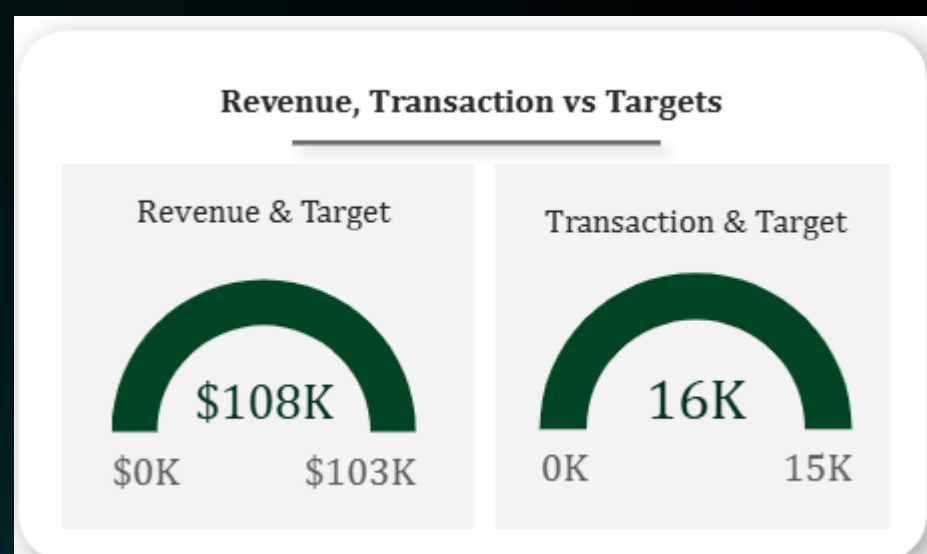 Revenue, Transaction vs Targets
Revenue & Target
$108K
$0K
$103K
Transaction & Target
16K
0K
15K